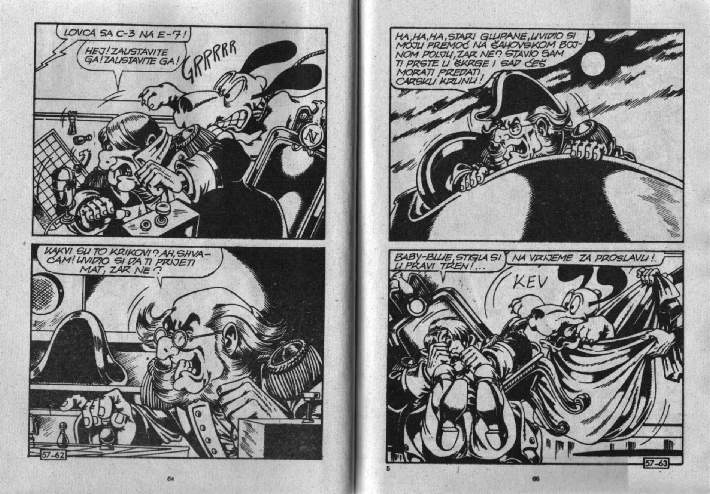 LOVCA SA C-3 NA E-7!
HEJ! ZAUSTAVITE
GA! ZAUSTAVITE GA!
GRRRRR
N
KAKVI SU TO KRIKOVI? AH, SHVA-
ĆAM! UVIDIO SI DA TI PRIJETI
MAT, ZAR NE?
57-62
64
HA, HA, HA, STARI GLUPANE, UVIDIO SI
MOJU PREMOĆ NA ŠAHOVSKOM BOJ-
NOM POLJU, ZAR NE? STAVIO SAM
TI PRSTE U ŠKRGE I SAD ĆEŠ
MORATI PREDATI
CARSKU KRUNU!
BABY-BLUE, STIGLA SI
U PRAVI TREN!...
NA VRIJEME ZA PROSLAVU!
KEV
57-63
5
65